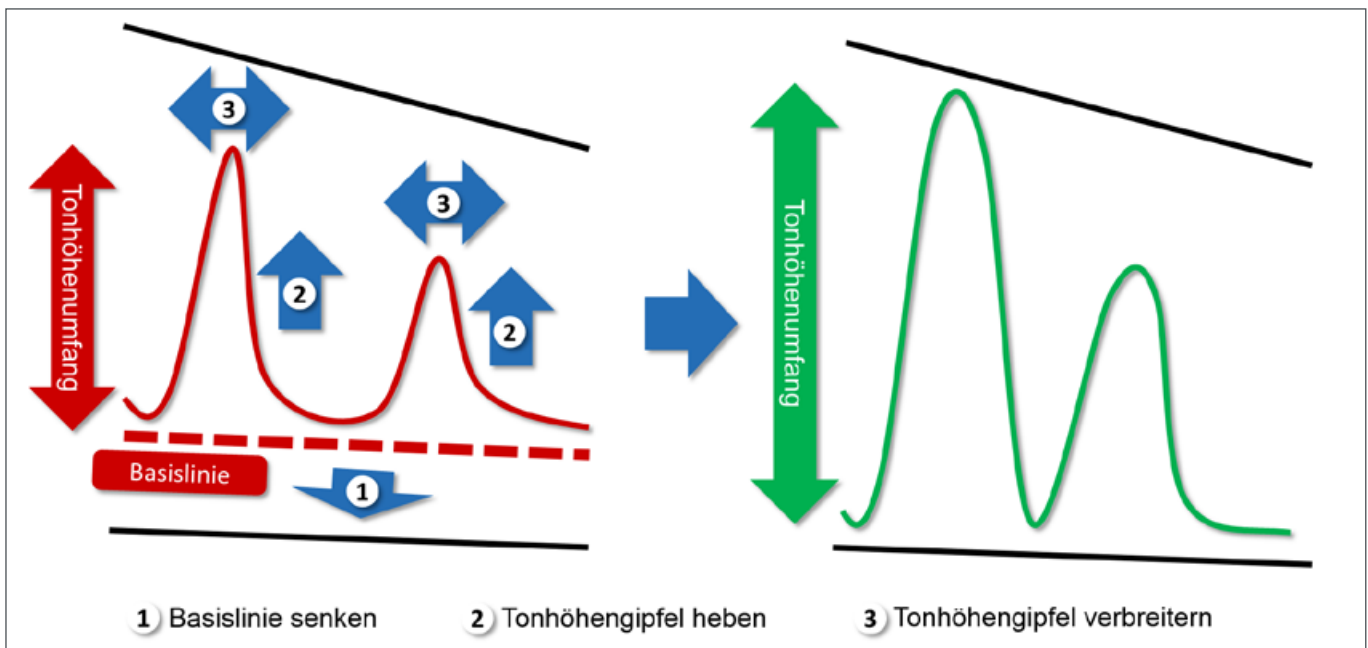 3
3
Tonhöhenumfang
2
2
Basislinie
1
Tonhöhenumfang
1 Basislinie senken
2 Tonhöhengipfel heben
3 Tonhöhengipfel verbreitern